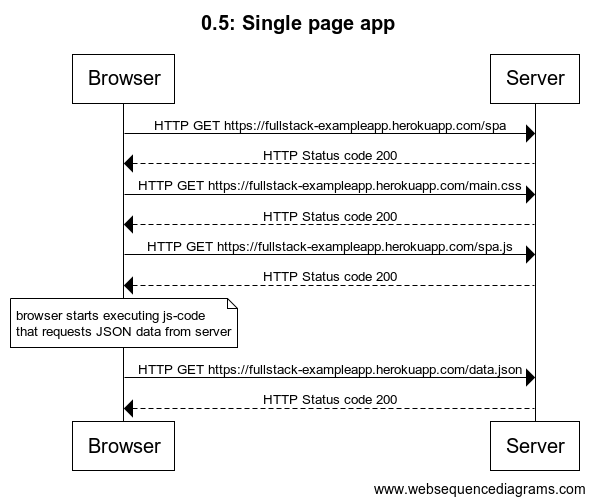 0.5: Single page app
Browser
Server
HTTP GET https://fullstack-exampleapp.herokuapp.com/spa
HTTP Status code 200
HTTP GET https://fullstack-exampleapp.herokuapp.com/main.css
HTTP Status code 200
HTTP GET https://fullstack-exampleapp.herokuapp.com/spa.js
HTTP Status code 200
browser starts executing js-code
that requests JSON data from server
HTTP GET https://fullstack-exampleapp.herokuapp.com/data.json
HTTP Status code 200
Browser
Server
www.websequencediagrams.com